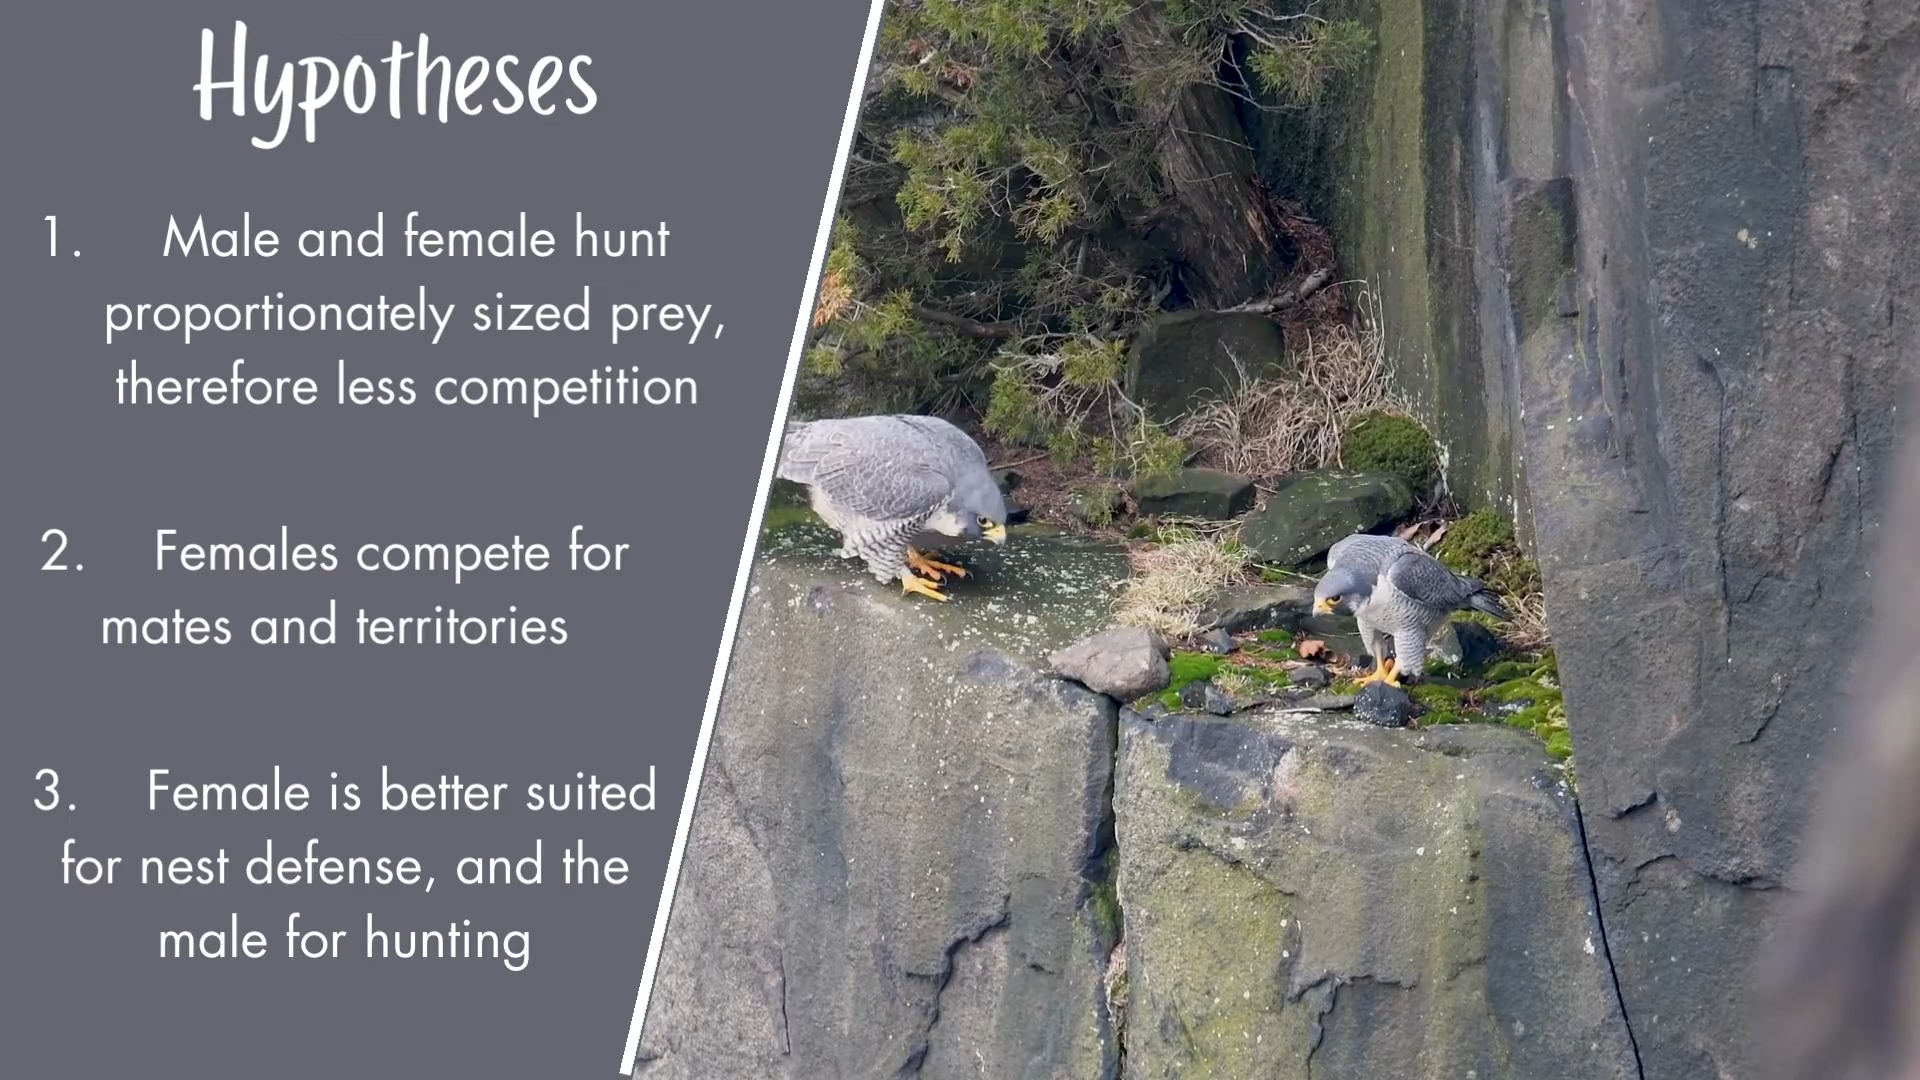 Hypotheses
1. Male and female hunt
proportionately sized prey,
therefore less competition
2. Females compete for
mates and territories
3. Female is better suited
for nest defense, and the
male for hunting